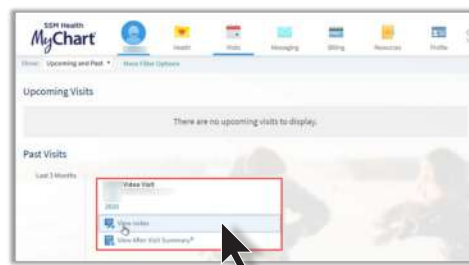 SSM Health
MyChart
Health
Visits
Messaging
Billing
Resources
Profile
Show: Upcoming and Past
More Filter Options
Upcoming Visits
There are no upcoming visits to display.
Past Visits
Last 3 Months
Video Visit
2020
View notes
View After Visit Summary®